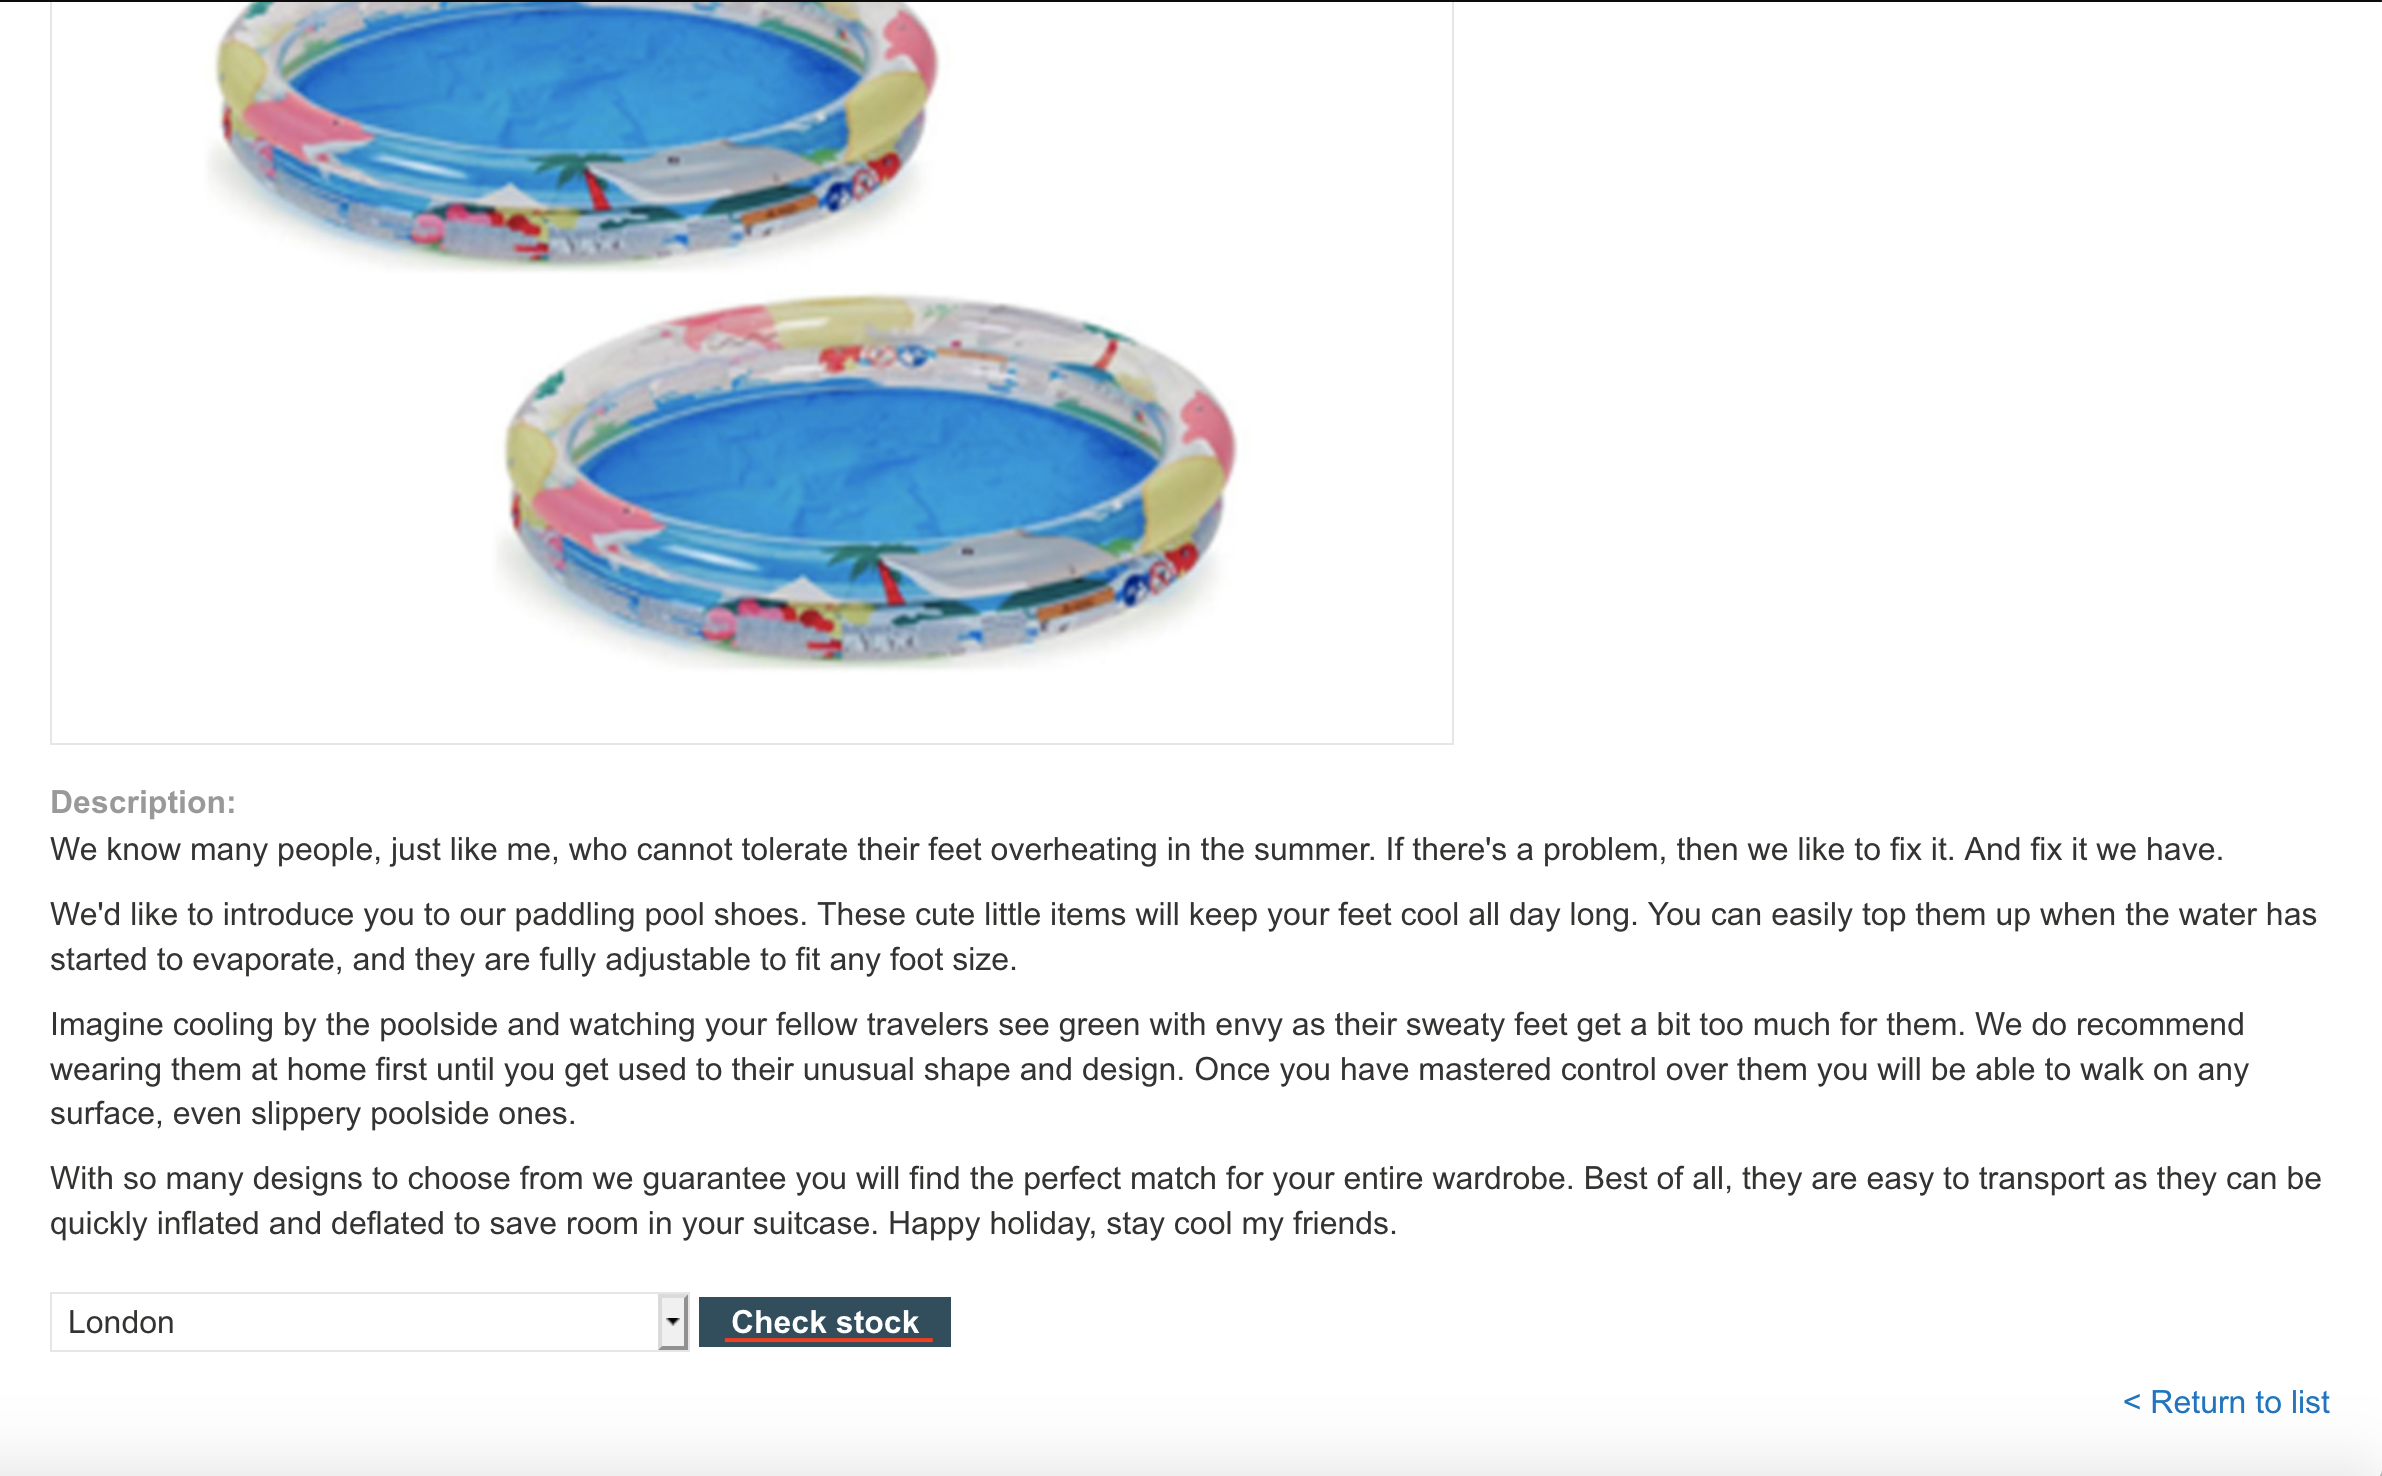 Description:
We know many people, just like me, who cannot tolerate their feet overheating in the summer. If there's a problem, then we like to fix it. And fix it we have.
We'd like to introduce you to our paddling pool shoes. These cute little items will keep your feet cool all day long. You can easily top them up when the water has
started to evaporate, and they are fully adjustable to fit any foot size.
Imagine cooling by the poolside and watching your fellow travelers see green with envy as their sweaty feet get a bit too much for them. We do recommend
wearing them at home first until you get used to their unusual shape and design. Once you have mastered control over them you will be able to walk on any
surface, even slippery poolside ones.
With so many designs to choose from we guarantee you will find the perfect match for your entire wardrobe. Best of all, they are easy to transport as they can be
quickly inflated and deflated to save room in your suitcase. Happy holiday, stay cool my friends.
London
Check stock
< Return to list